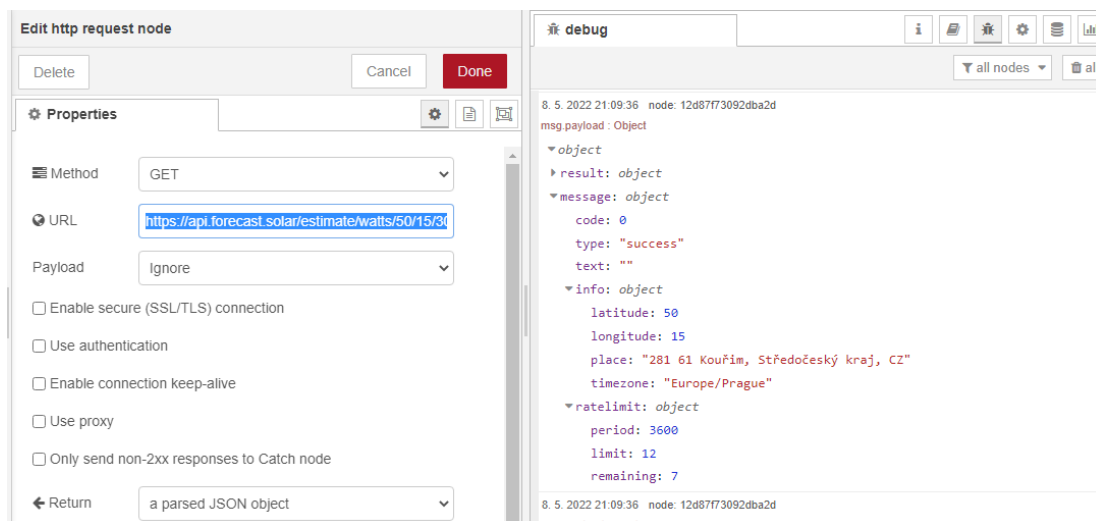 Edit http request node
Delete
Cancel
Done
Properties
Method
GET
URL
https://api.forecast.solar/estimate/watts/50/15/30
Payload
Ignore
Enable secure (SSL/TLS) connection
Use authentication
Enable connection keep-alive
Use proxy
Only send non-2xx responses to Catch node
Return
a parsed JSON object
debug
i
all nodes
al
8. 5. 2022 21:09:36 node: 12d87f73092dba2d
msg.payload : Object
object
result: object
message: object
code: 0
type: "success"
text: ""
info: object
latitude: 50
longitude: 15
place: "281 61 Kouřim, Středočeský kraj, CZ"
timezone: "Europe/Prague"
ratelimit: object
period: 3600
limit: 12
remaining: 7
8. 5. 2022 21:09:36 node: 12d87f73092dba2d